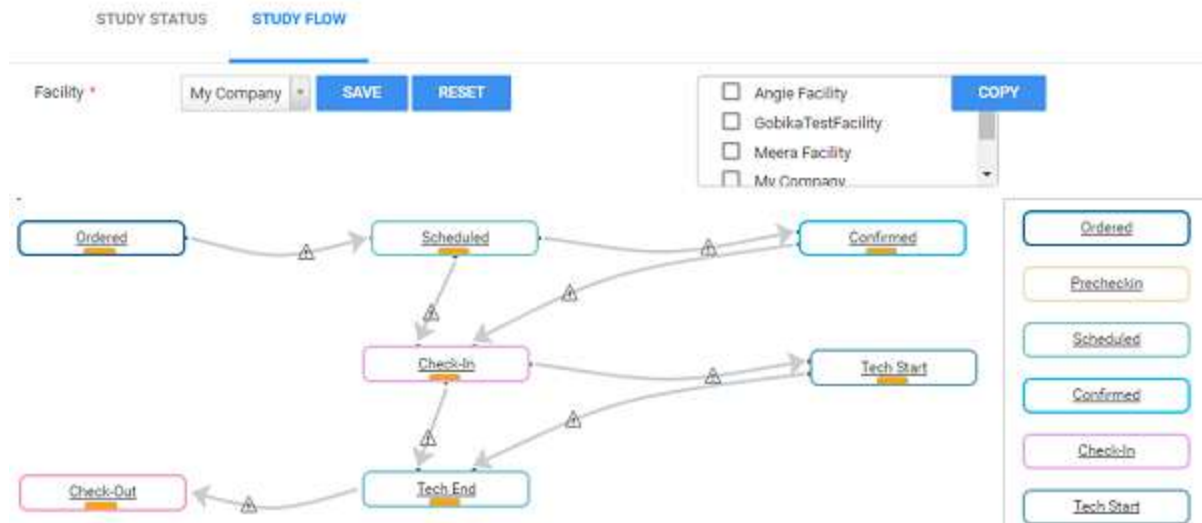 STUDY STATUS STUDY FLOW
Facility * My Company SAVE RESET
Angie Facility COPY
GobikaTestFacility
Meera Facility
My Company
Ordered Scheduled Confirmed
Check-In Tech Start
Check-Out Tech End
Ordered
Precheckin
Scheduled
Confirmed
Check-In
Tech Start